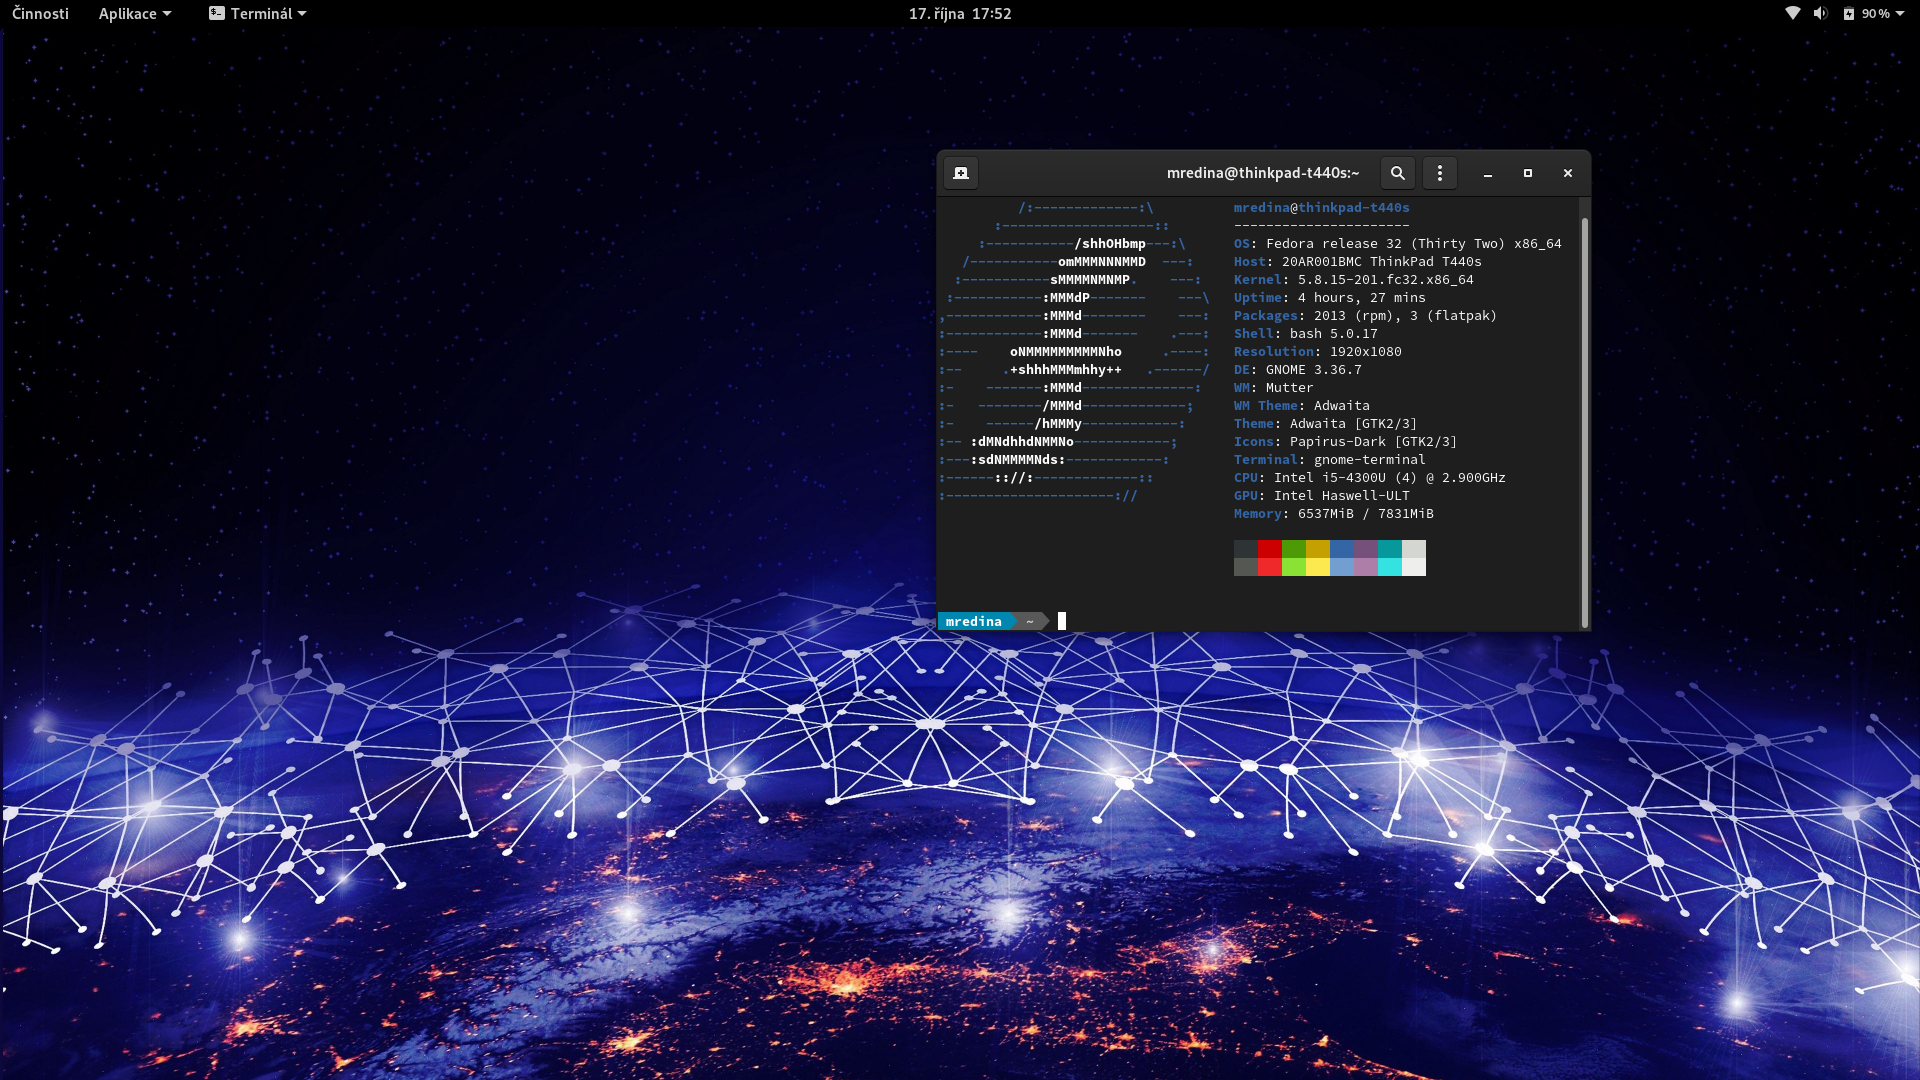 Činnosti Aplikace Terminál 17. října 17:52 90 %
mredina@thinkpad-t440s:~
/:-------------:\ mredina@thinkpad-t440s
:-------------------:: ----------------------
:-----------/shhOHbmp---:\ OS: Fedora release 32 (Thirty Two) x86_64
/-----------omMMMNNNMMD ---: Host: 20AR001BMC ThinkPad T440s
:-----------sMMMMNMNMP. ---: Kernel: 5.8.15-201.fc32.x86_64
:-----------:MMMdP------- ---\ Uptime: 4 hours, 27 mins
,------------:MMMd-------- ---: Packages: 2013 (rpm), 3 (flatpak)
:------------:MMMd------- .---: Shell: bash 5.0.17
:---- oNMMMMMMMMMNho .----: Resolution: 1920x1080
:-- .+shhhMMMmhhy++ .------/ DE: GNOME 3.36.7
:- -------:MMMd--------------: WM: Mutter
:- --------/MMMd-------------; WM Theme: Adwaita
:- ------/hMMMy------------: Theme: Adwaita [GTK2/3]
:-- :dMNdhhdNMMNo------------; Icons: Papirus-Dark [GTK2/3]
:---:sdNMMMMNds:------------: Terminal: gnome-terminal
:------:://:-------------:: CPU: Intel i5-4300U (4) @ 2.900GHz
:---------------------:// GPU: Intel Haswell-ULT
Memory: 6537MiB / 7831MiB
mredina ~